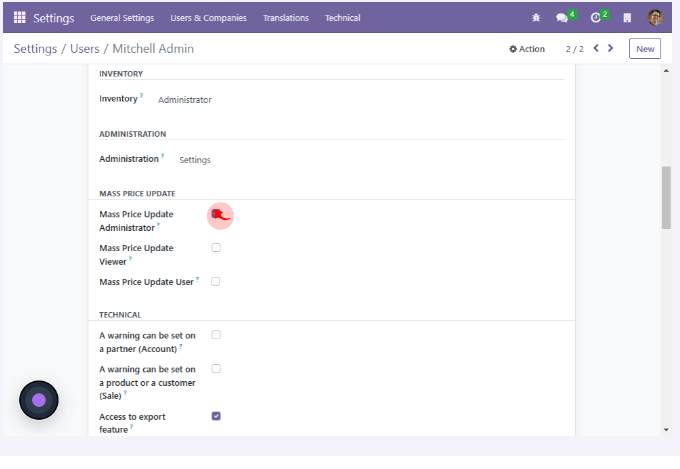 Settings General Settings Users & Companies Translations Technical 4 2
Settings / Users / Mitchell Admin Action 2 / 2 New
INVENTORY
Inventory ? Administrator
ADMINISTRATION
Administration ? Settings
MASS PRICE UPDATE
Mass Price Update
Administrator ?
Mass Price Update
Viewer ?
Mass Price Update User ?
TECHNICAL
A warning can be set on
a partner (Account) ?
A warning can be set on
a product or a customer
(Sale) ?
Access to export
feature ?